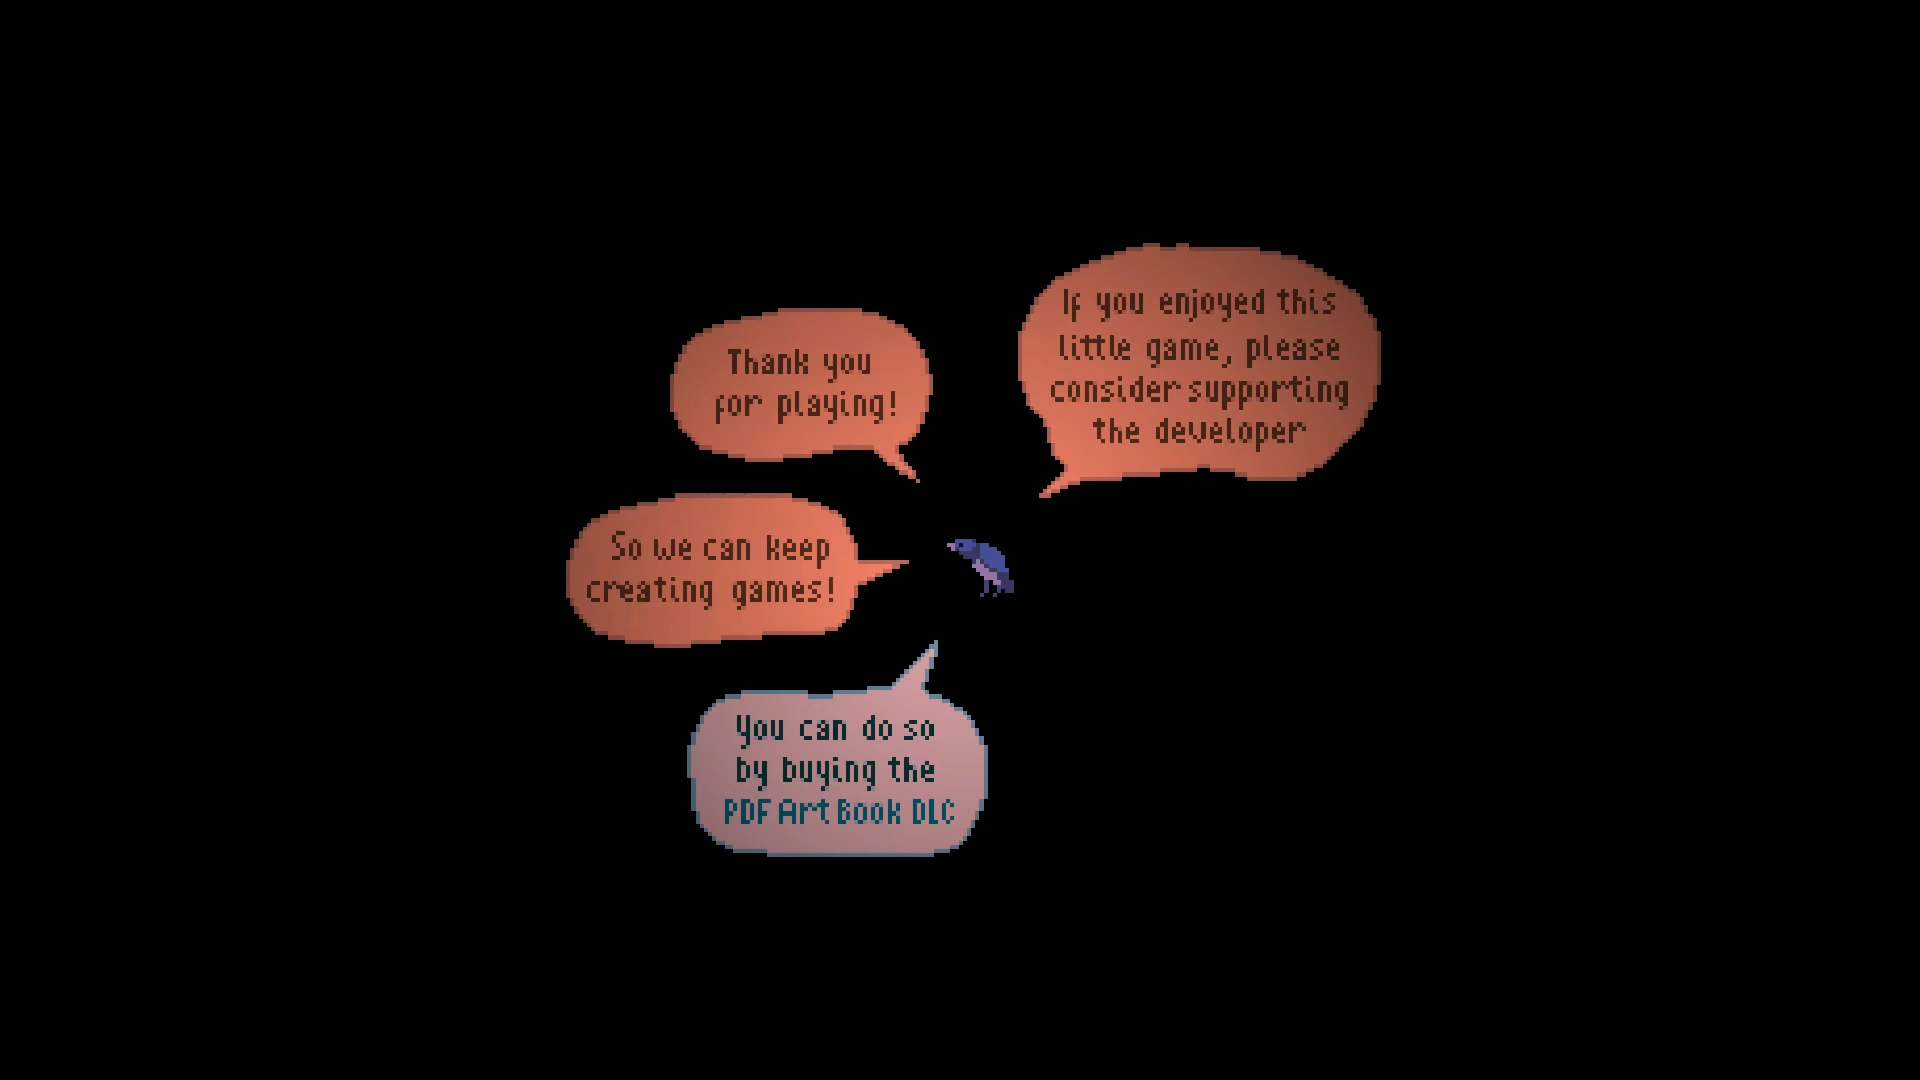 Thank you
for playing!
If you enjoyed this
little game, please
consider supporting
the developer
So we can keep
creating games!
You can do so
by buying the
PDF Art Book DLC